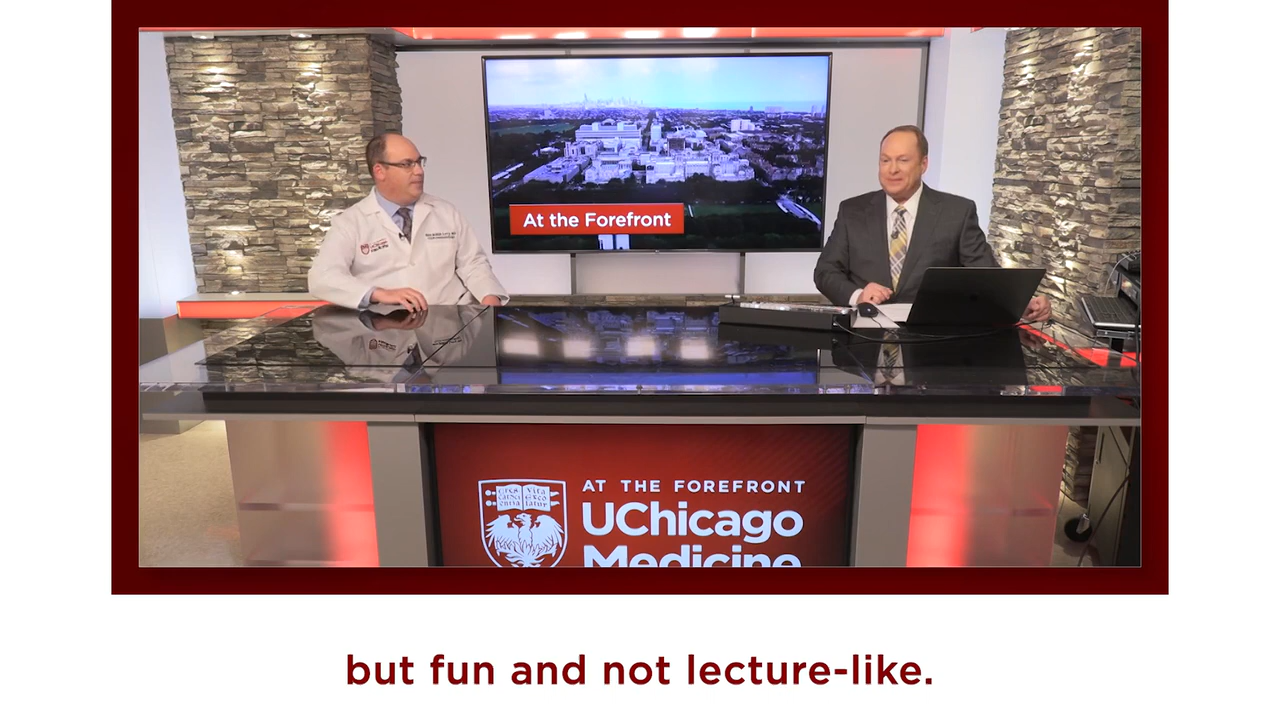 At the Forefront
AT THE FOREFRONT
UChicago
Medicine
but fun and not lecture-like.